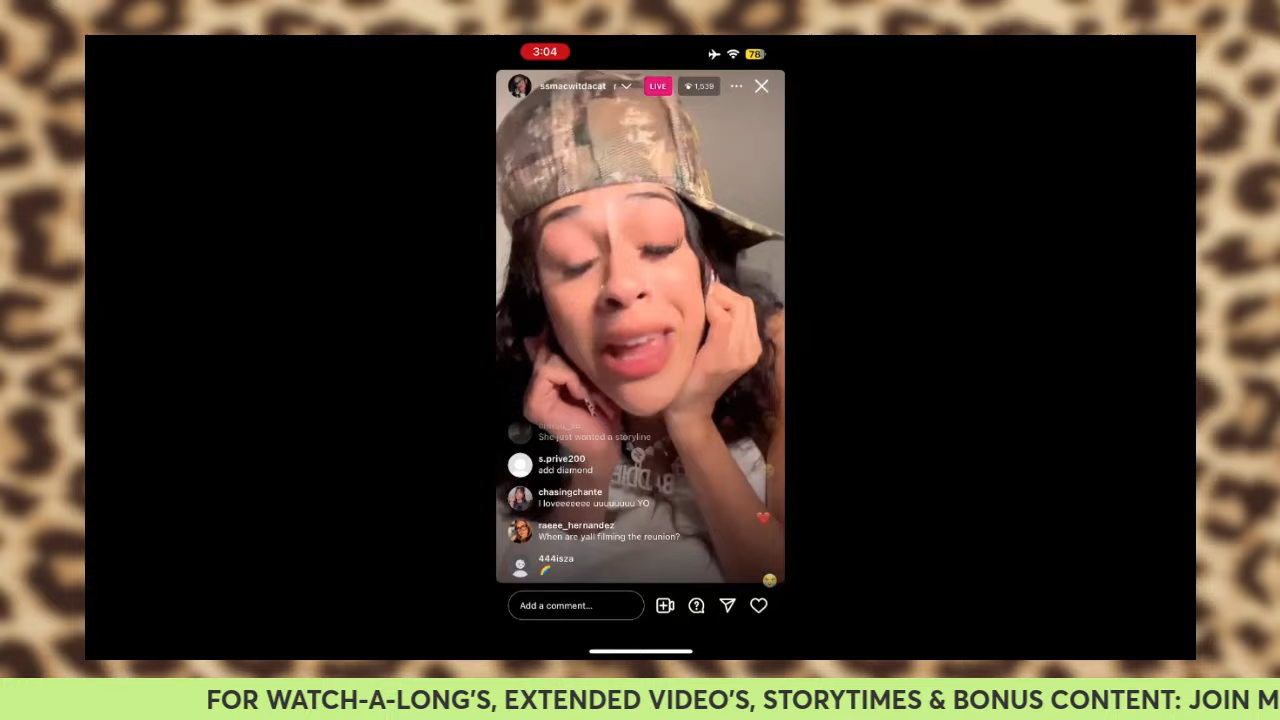 3:04
78
ssmacwitdacat
LIVE
1,539
She just wanted a storyline
s.prive200
add diamond
chasingchante
I loveeeeeee uuuuuuuu YO
raeee_hernandez
When are yall filming the reunion?
444isza
Add a comment...
FOR WATCH-A-LONG'S, EXTENDED VIDEO'S, STORYTIMES & BONUS CONTENT: JOIN M